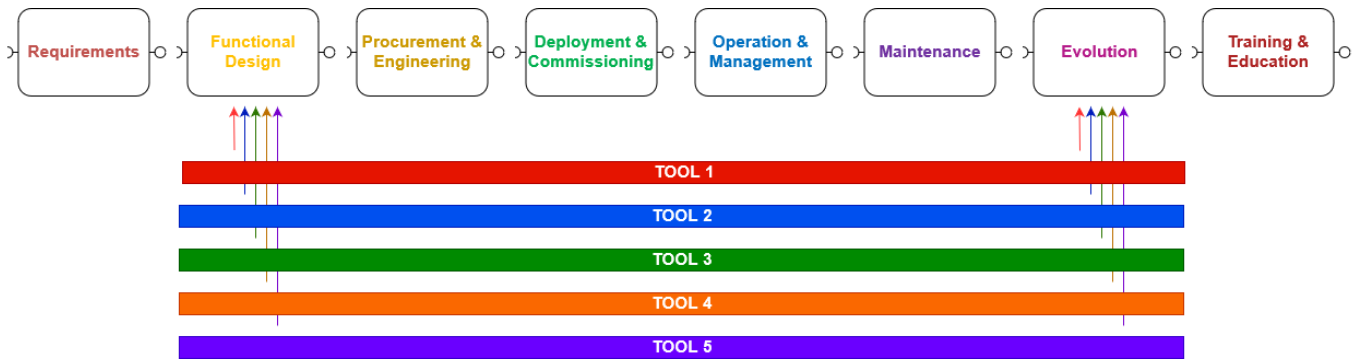 Requirements
Functional
Design
Procurement &
Engineering
Deployment &
Commissioning
Operation &
Management
Maintenance
Evolution
Training &
Education
TOOL 1
TOOL 2
TOOL 3
TOOL 4
TOOL 5